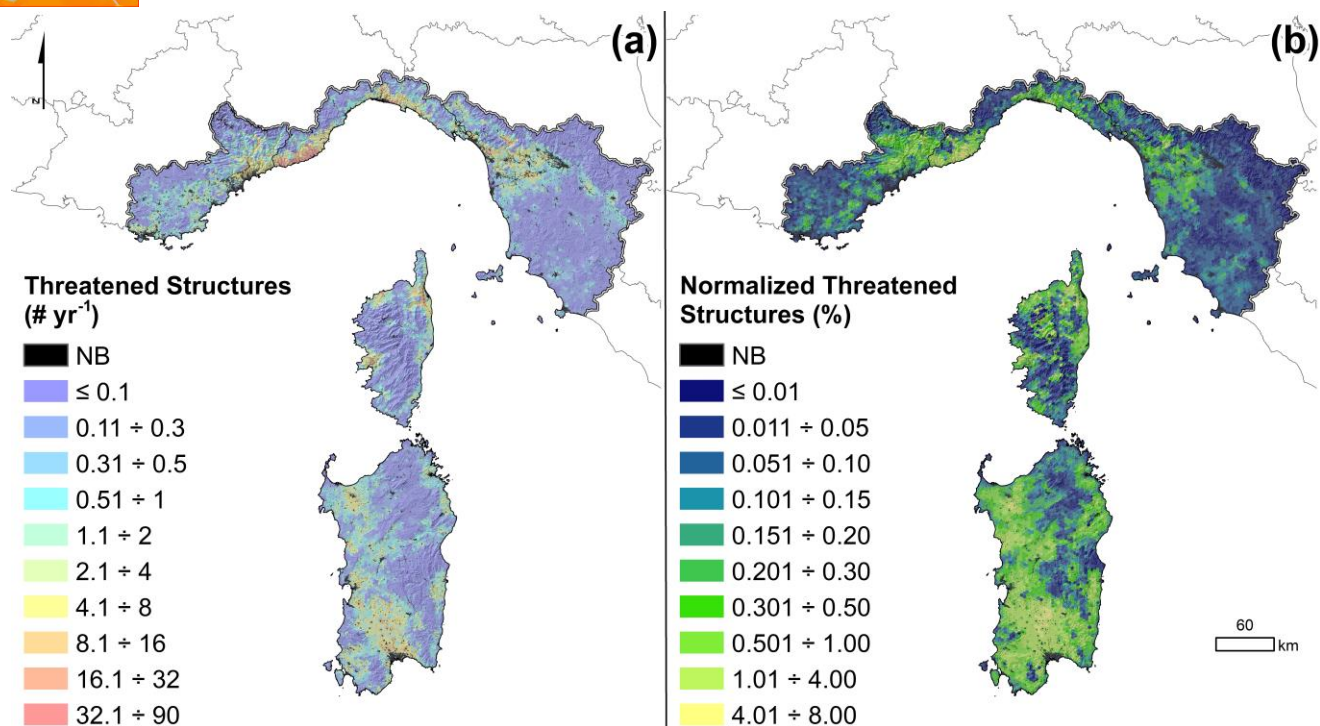 (a)
(b)
N
Threatened Structures
(# yr⁻¹)
NB
≤ 0.1
0.11 ÷ 0.3
0.31 ÷ 0.5
0.51 ÷ 1
1.1 ÷ 2
2.1 ÷ 4
4.1 ÷ 8
8.1 ÷ 16
16.1 ÷ 32
32.1 ÷ 90
Normalized Threatened
Structures (%)
NB
≤ 0.01
0.011 ÷ 0.05
0.051 ÷ 0.10
0.101 ÷ 0.15
0.151 ÷ 0.20
0.201 ÷ 0.30
0.301 ÷ 0.50
0.501 ÷ 1.00
1.01 ÷ 4.00
4.01 ÷ 8.00
60
km